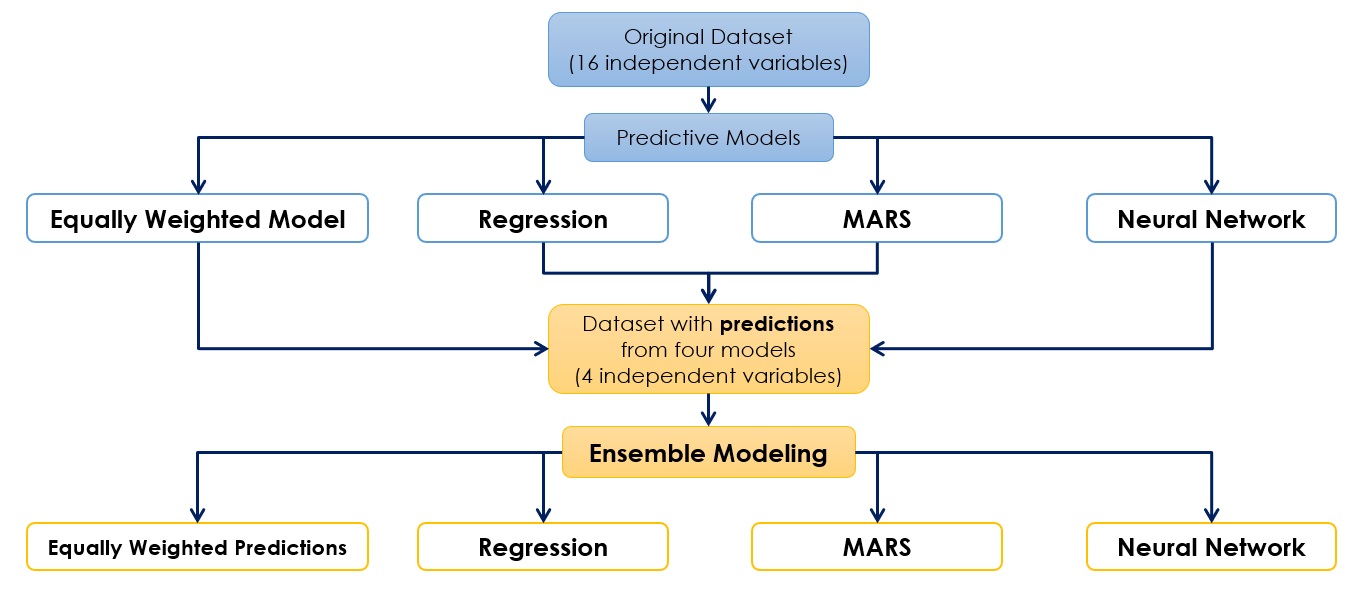 Original Dataset
(16 independent variables)
Predictive Models
Equally Weighted Model
Regression
MARS
Neural Network
Dataset with predictions
from four models
(4 independent variables)
Ensemble Modeling
Equally Weighted Predictions
Regression
MARS
Neural Network